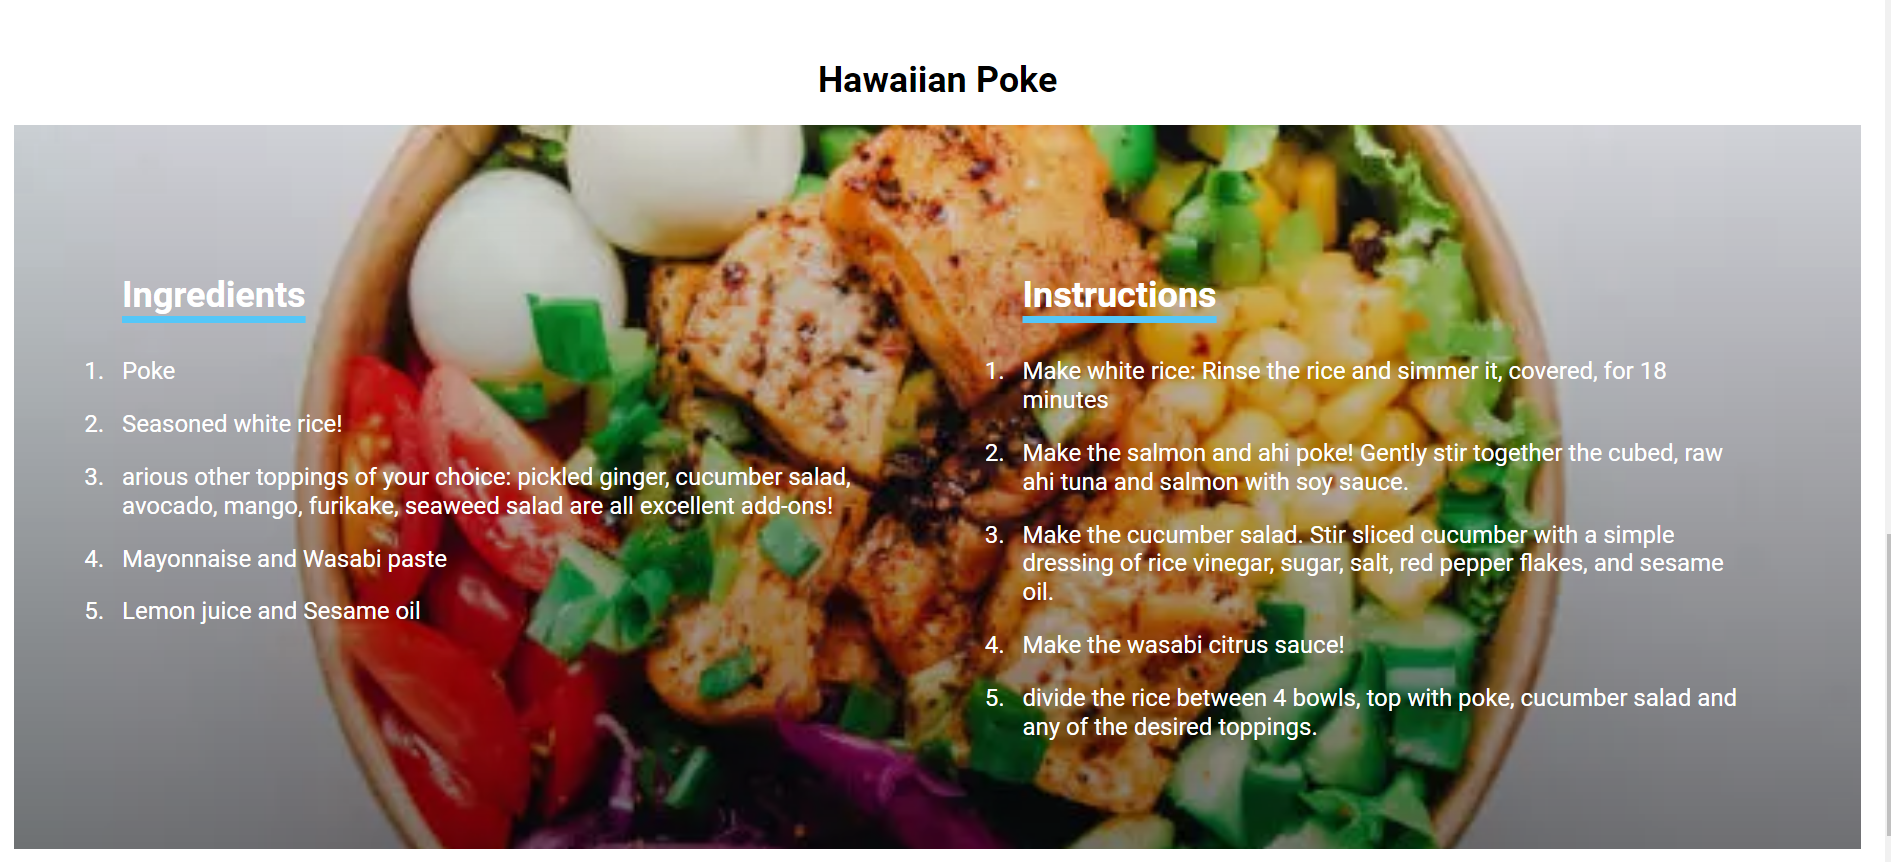 Hawaiian Poke
Ingredients
1. Poke
2. Seasoned white rice!
3. arious other toppings of your choice: pickled ginger, cucumber salad,
avocado, mango, furikake, seaweed salad are all excellent add-ons!
4. Mayonnaise and Wasabi paste
5. Lemon juice and Sesame oil
Instructions
1. Make white rice: Rinse the rice and simmer it, covered, for 18
minutes
2. Make the salmon and ahi poke! Gently stir together the cubed, raw
ahi tuna and salmon with soy sauce.
3. Make the cucumber salad. Stir sliced cucumber with a simple
dressing of rice vinegar, sugar, salt, red pepper flakes, and sesame
oil.
4. Make the wasabi citrus sauce!
5. divide the rice between 4 bowls, top with poke, cucumber salad and
any of the desired toppings.